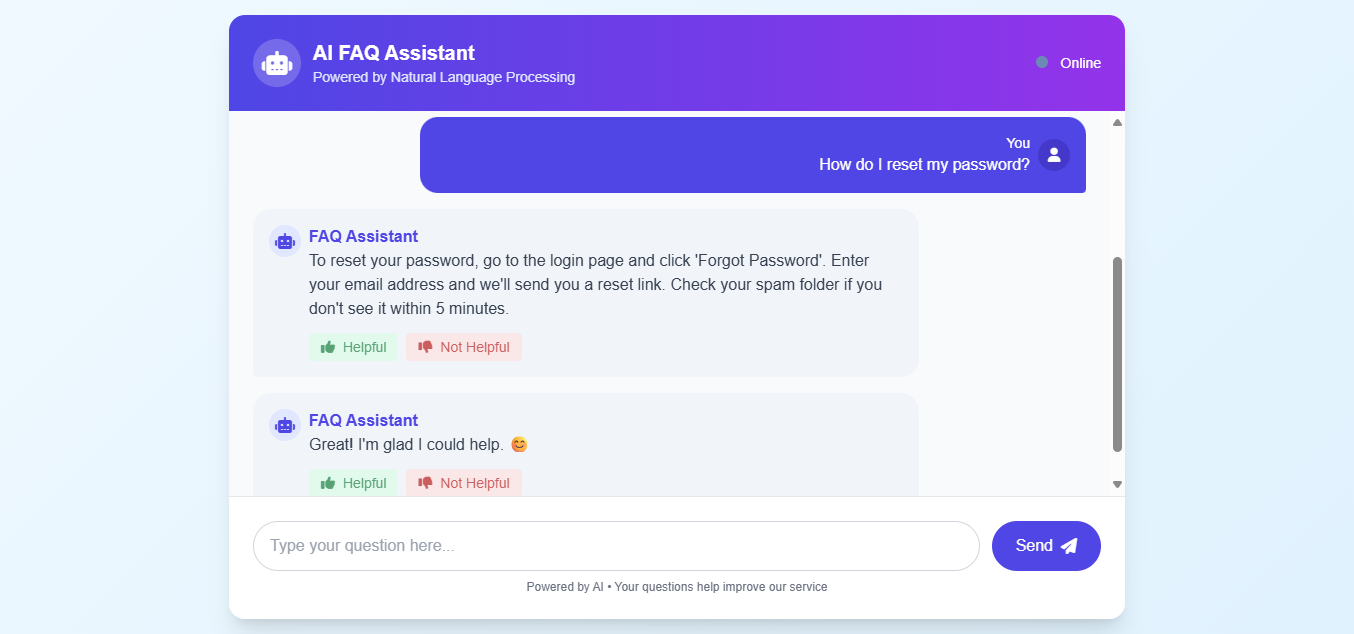 AI FAQ Assistant
Powered by Natural Language Processing
Online
You
How do I reset my password?
FAQ Assistant
To reset your password, go to the login page and click 'Forgot Password'. Enter
your email address and we'll send you a reset link. Check your spam folder if you
don't see it within 5 minutes.
Helpful
Not Helpful
FAQ Assistant
Great! I'm glad I could help. 😊
Helpful
Not Helpful
Type your question here...
Send
Powered by AI • Your questions help improve our service